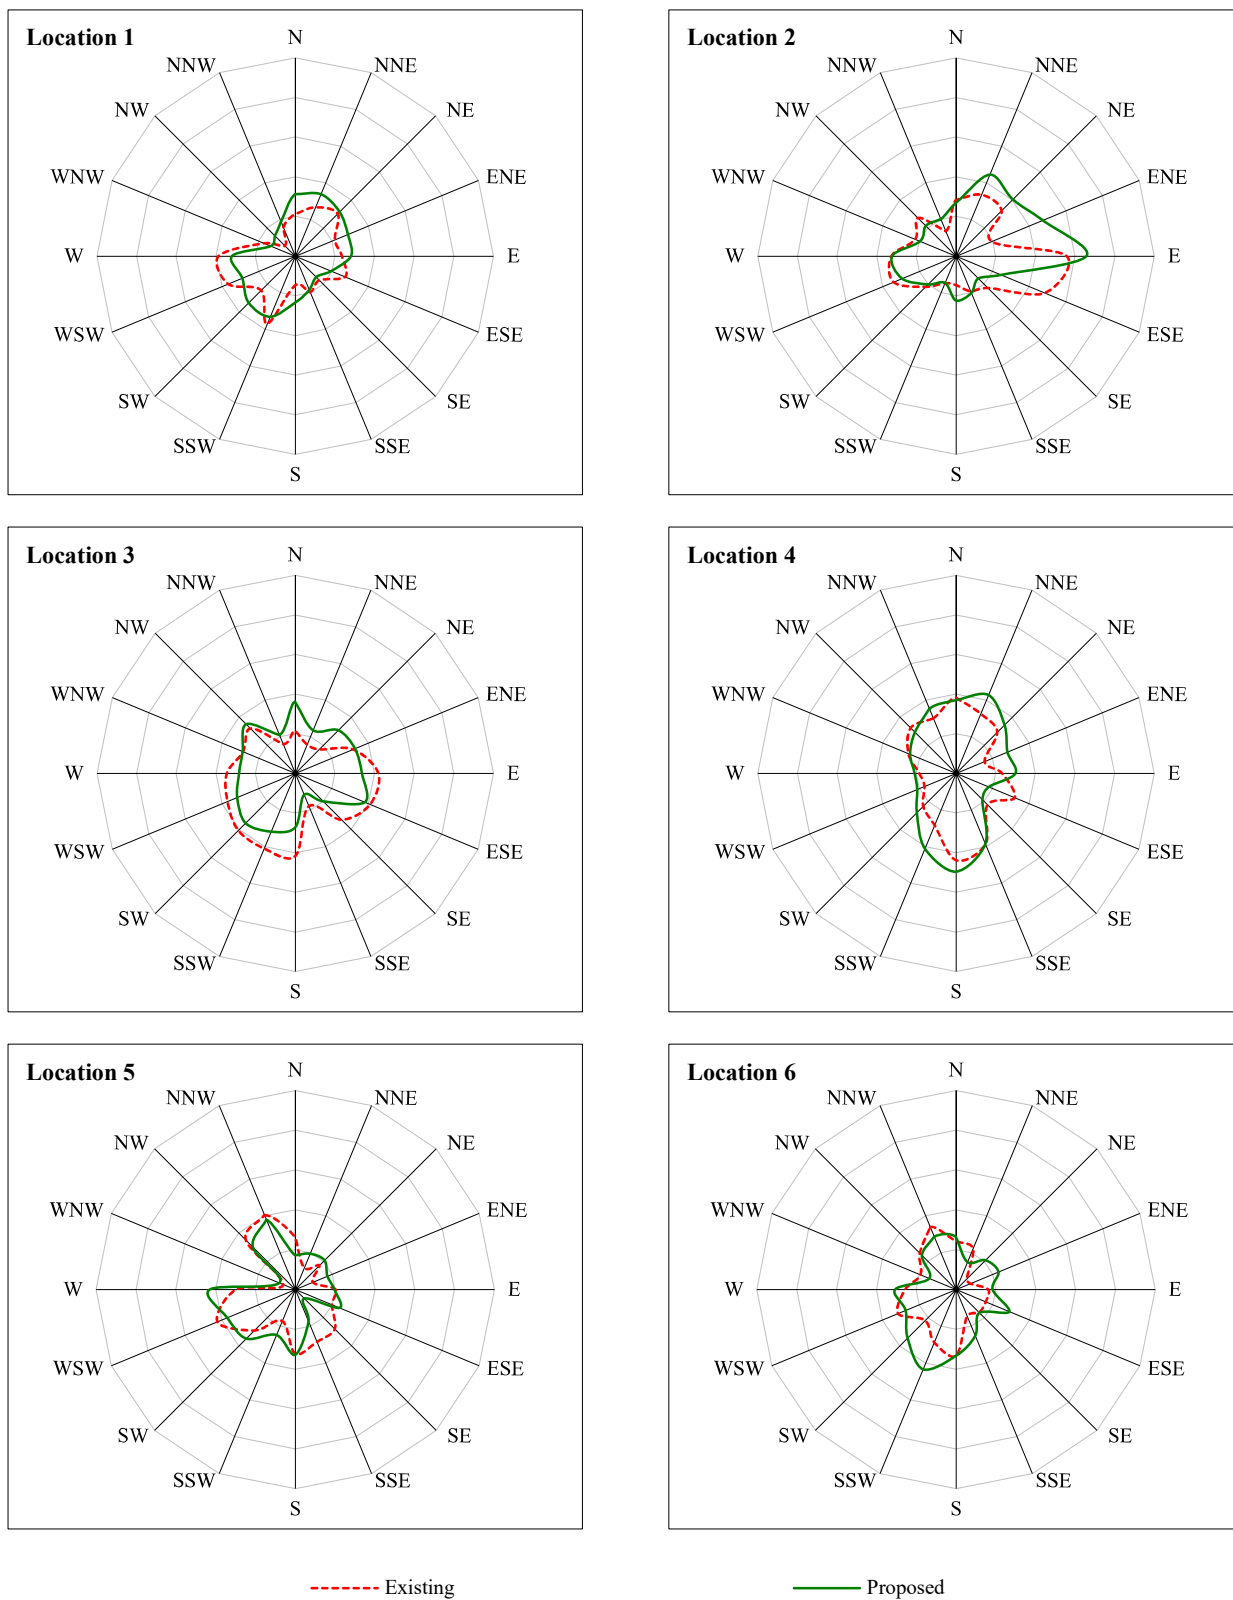 Location 1
N
NNW
NNE
NW
NE
WNW
ENE
W
E
WSW
ESE
SW
SE
SSW
SSE
S
Location 2
N
NNW
NNE
NW
NE
WNW
ENE
W
E
WSW
ESE
SW
SE
SSW
SSE
S
Location 3
N
NNW
NNE
NW
NE
WNW
ENE
W
E
WSW
ESE
SW
SE
SSW
SSE
S
Location 4
N
NNW
NNE
NW
NE
WNW
ENE
W
E
WSW
ESE
SW
SE
SSW
SSE
S
Location 5
N
NNW
NNE
NW
NE
WNW
ENE
W
E
WSW
ESE
SW
SE
SSW
SSE
S
Location 6
N
NNW
NNE
NW
NE
WNW
ENE
W
E
WSW
ESE
SW
SE
SSW
SSE
S
Existing
Proposed